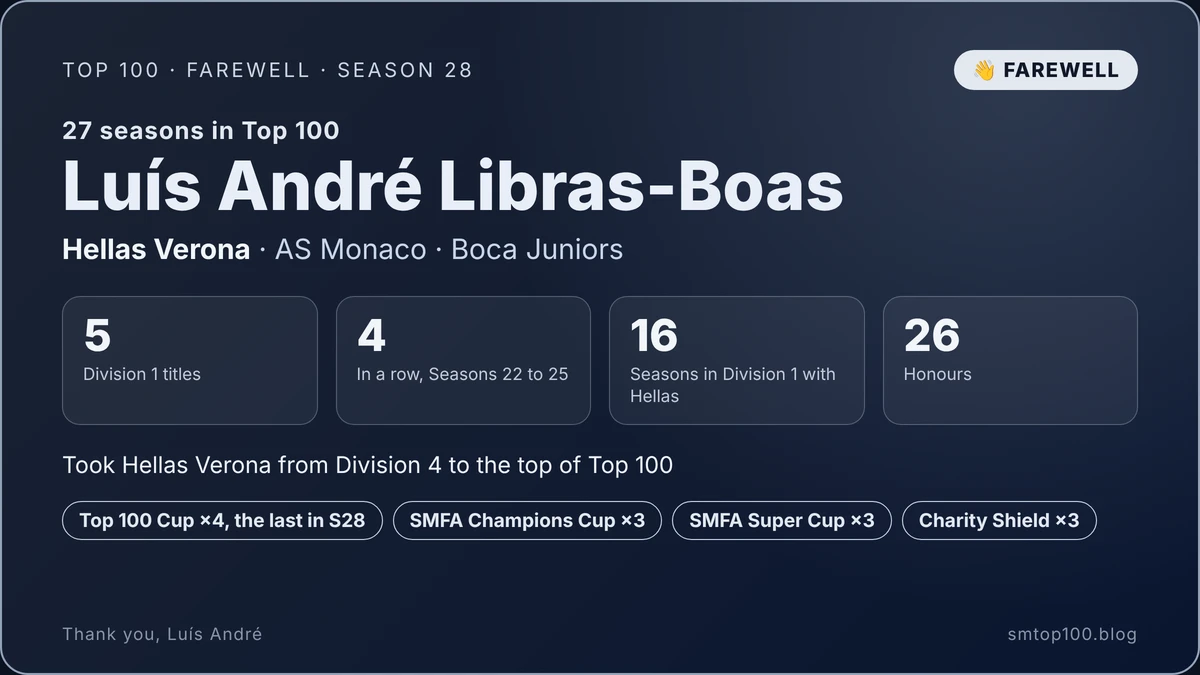 TOP 100 · FAREWELL · SEASON 28
👋 FAREWELL
27 seasons in Top 100
Luís André Libras-Boas
Hellas Verona · AS Monaco · Boca Juniors
5
Division 1 titles
4
In a row, Seasons 22 to 25
16
Seasons in Division 1 with
Hellas
26
Honours
Took Hellas Verona from Division 4 to the top of Top 100
Top 100 Cup ×4, the last in S28
SMFA Champions Cup ×3
SMFA Super Cup ×3
Charity Shield ×3
Thank you, Luís André
smtop100.blog